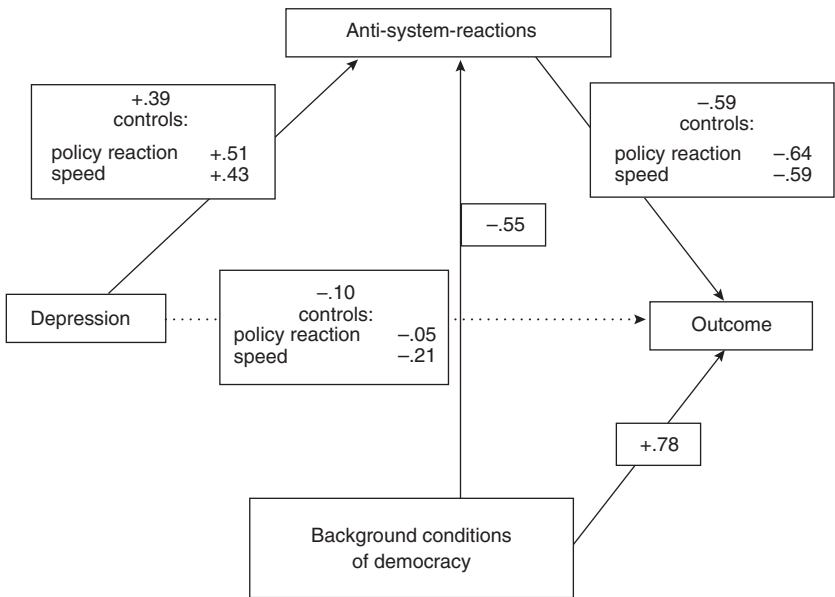 Anti-system-reactions
+.39
controls:
policy reaction +.51
speed +.43
–.59
controls:
policy reaction –.64
speed –.59
–.55
Depression
–.10
controls:
policy reaction –.05
speed –.21
Outcome
+.78
Background conditions
of democracy